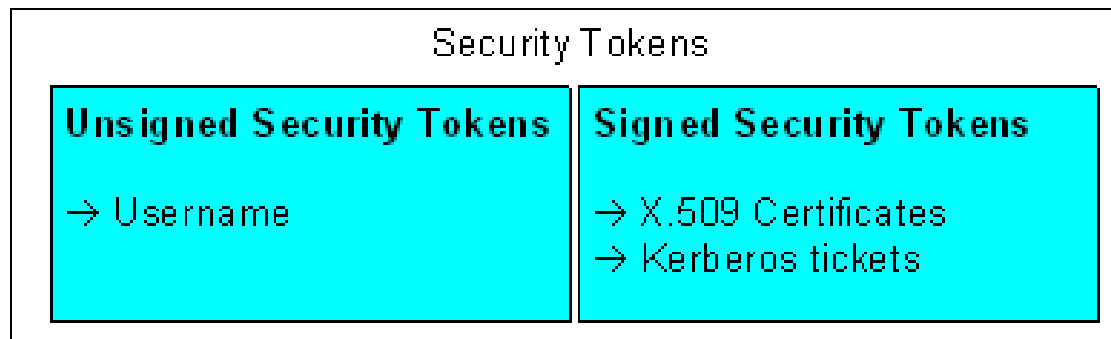 Security Tokens
Unsigned Security Tokens
→ Username
Signed Security Tokens
→ X.509 Certificates
→ Kerberos tickets